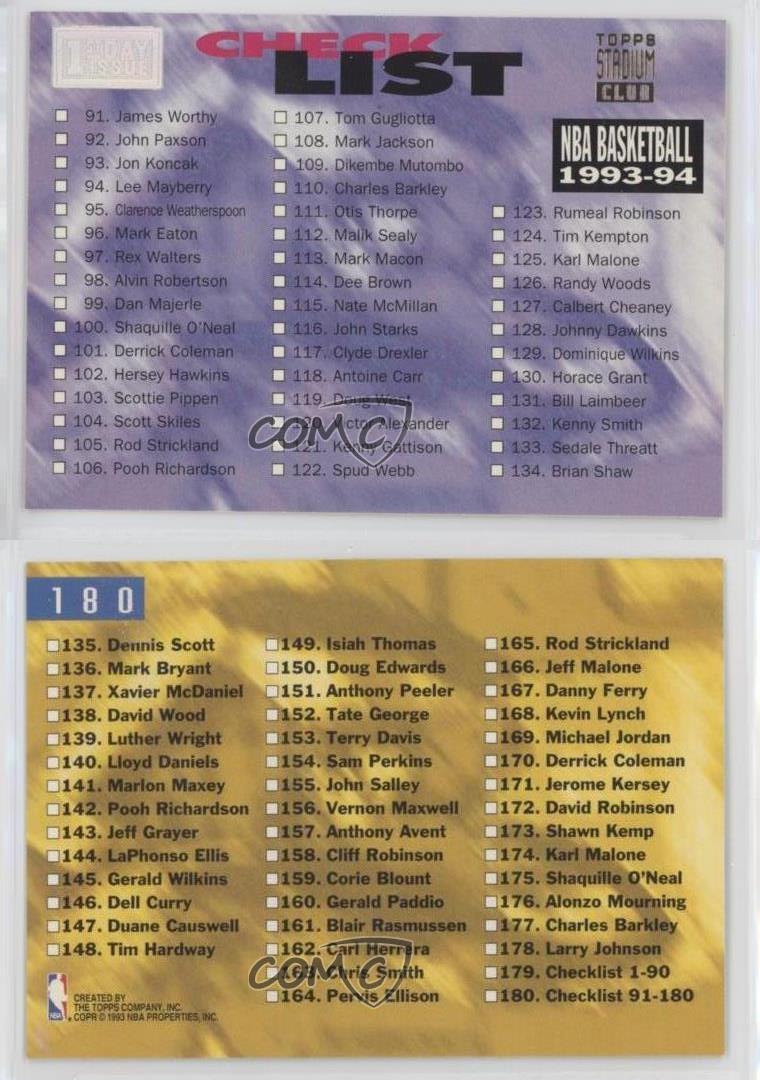 1ST DAY ISSUE
CHECK
LIST
TOPPS
STADIUM
CLUB
NBA BASKETBALL
1993-94
91. James Worthy
92. John Paxson
93. Jon Koncak
94. Lee Mayberry
95. Clarence Weatherspoon
96. Mark Eaton
97. Rex Walters
98. Alvin Robertson
99. Dan Majerle
100. Shaquille O'Neal
101. Derrick Coleman
102. Hersey Hawkins
103. Scottie Pippen
104. Scott Skiles
105. Rod Strickland
106. Pooh Richardson
107. Tom Gugliotta
108. Mark Jackson
109. Dikembe Mutombo
110. Charles Barkley
111. Otis Thorpe
112. Malik Sealy
113. Mark Macon
114. Dee Brown
115. Nate McMillan
116. John Starks
117. Clyde Drexler
118. Antoine Carr
119. Doug West
120. Victor Alexander
121. Kenny Gattison
122. Spud Webb
123. Rumeal Robinson
124. Tim Kempton
125. Karl Malone
126. Randy Woods
127. Calbert Cheaney
128. Johnny Dawkins
129. Dominique Wilkins
130. Horace Grant
131. Bill Laimbeer
132. Kenny Smith
133. Sedale Threatt
134. Brian Shaw
COMC
180
135. Dennis Scott
136. Mark Bryant
137. Xavier McDaniel
138. David Wood
139. Luther Wright
140. Lloyd Daniels
141. Marlon Maxey
142. Pooh Richardson
143. Jeff Grayer
144. LaPhonso Ellis
145. Gerald Wilkins
146. Dell Curry
147. Duane Causwell
148. Tim Hardway
149. Isiah Thomas
150. Doug Edwards
151. Anthony Peeler
152. Tate George
153. Terry Davis
154. Sam Perkins
155. John Salley
156. Vernon Maxwell
157. Anthony Avent
158. Cliff Robinson
159. Corie Blount
160. Gerald Paddio
161. Blair Rasmussen
162. Carl Herrera
163. Chris Smith
164. Pervis Ellison
165. Rod Strickland
166. Jeff Malone
167. Danny Ferry
168. Kevin Lynch
169. Michael Jordan
170. Derrick Coleman
171. Jerome Kersey
172. David Robinson
173. Shawn Kemp
174. Karl Malone
175. Shaquille O'Neal
176. Alonzo Mourning
177. Charles Barkley
178. Larry Johnson
179. Checklist 1-90
180. Checklist 91-180
COMC
NBA
CREATED BY
THE TOPPS COMPANY, INC.
COPR © 1993 NBA PROPERTIES, INC.